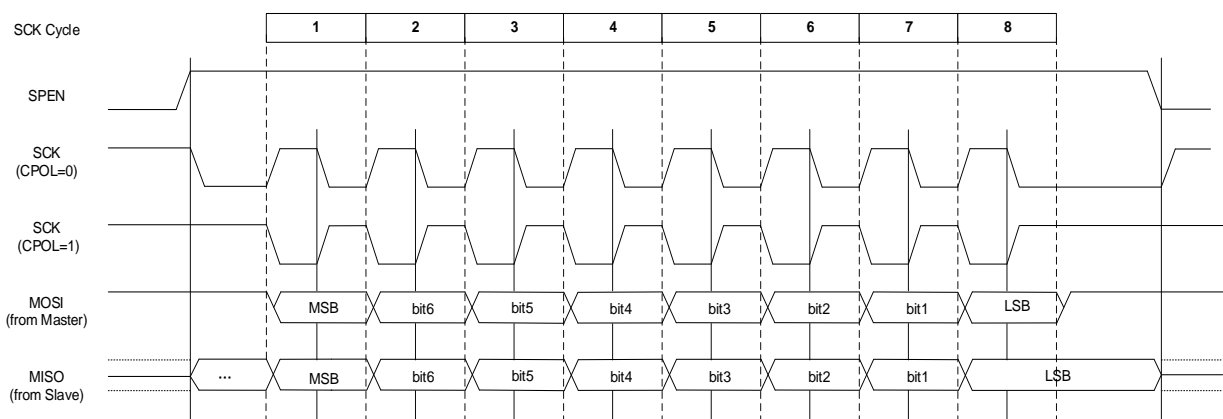 SCK Cycle 1 2 3 4 5 6 7 8
SPEN
SCK
(CPOL=0)
SCK
(CPOL=1)
MOSI
(from Master)
MSB bit6 bit5 bit4 bit3 bit2 bit1 LSB
MISO
(from Slave)
... MSB bit6 bit5 bit4 bit3 bit2 bit1 LSB